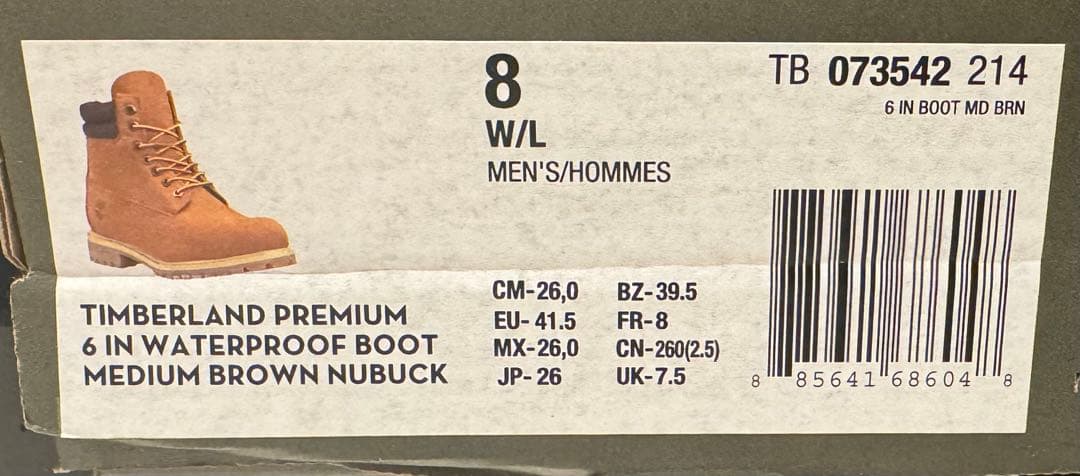 8
W/L
MEN'S/HOMMES
TB 073542 214
6 IN BOOT MD BRN
TIMBERLAND PREMIUM
6 IN WATERPROOF BOOT
MEDIUM BROWN NUBUCK
CM-26,0 BZ-39.5
EU-41.5 FR-8
MX-26,0 CN-260(2.5)
JP-26 UK-7.5
8 85641 68604 8